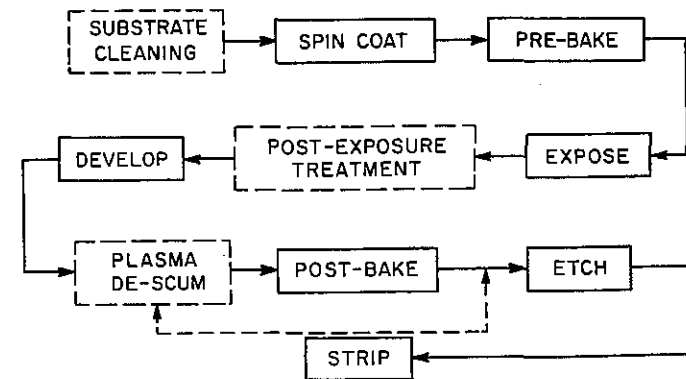 SUBSTRATE
CLEANING
SPIN COAT
PRE-BAKE
DEVELOP
POST-EXPOSURE
TREATMENT
EXPOSE
PLASMA
DE-SCUM
POST-BAKE
ETCH
STRIP